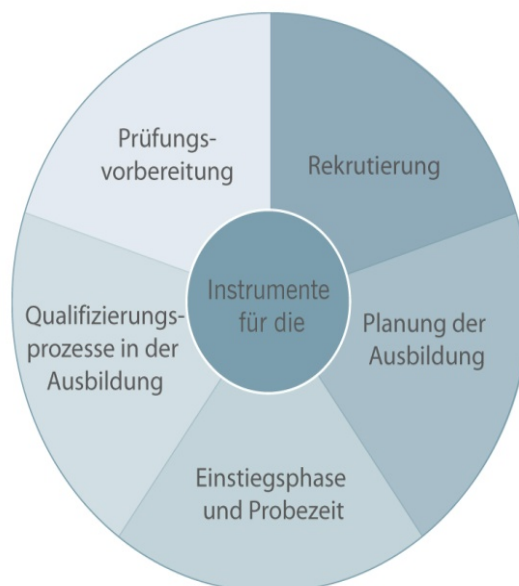 Instrumente
für die
Rekrutierung
Planung der
Ausbildung
Einstiegsphase
und Probezeit
Qualifizierungs-
prozesse in der
Ausbildung
Prüfungs-
vorbereitung